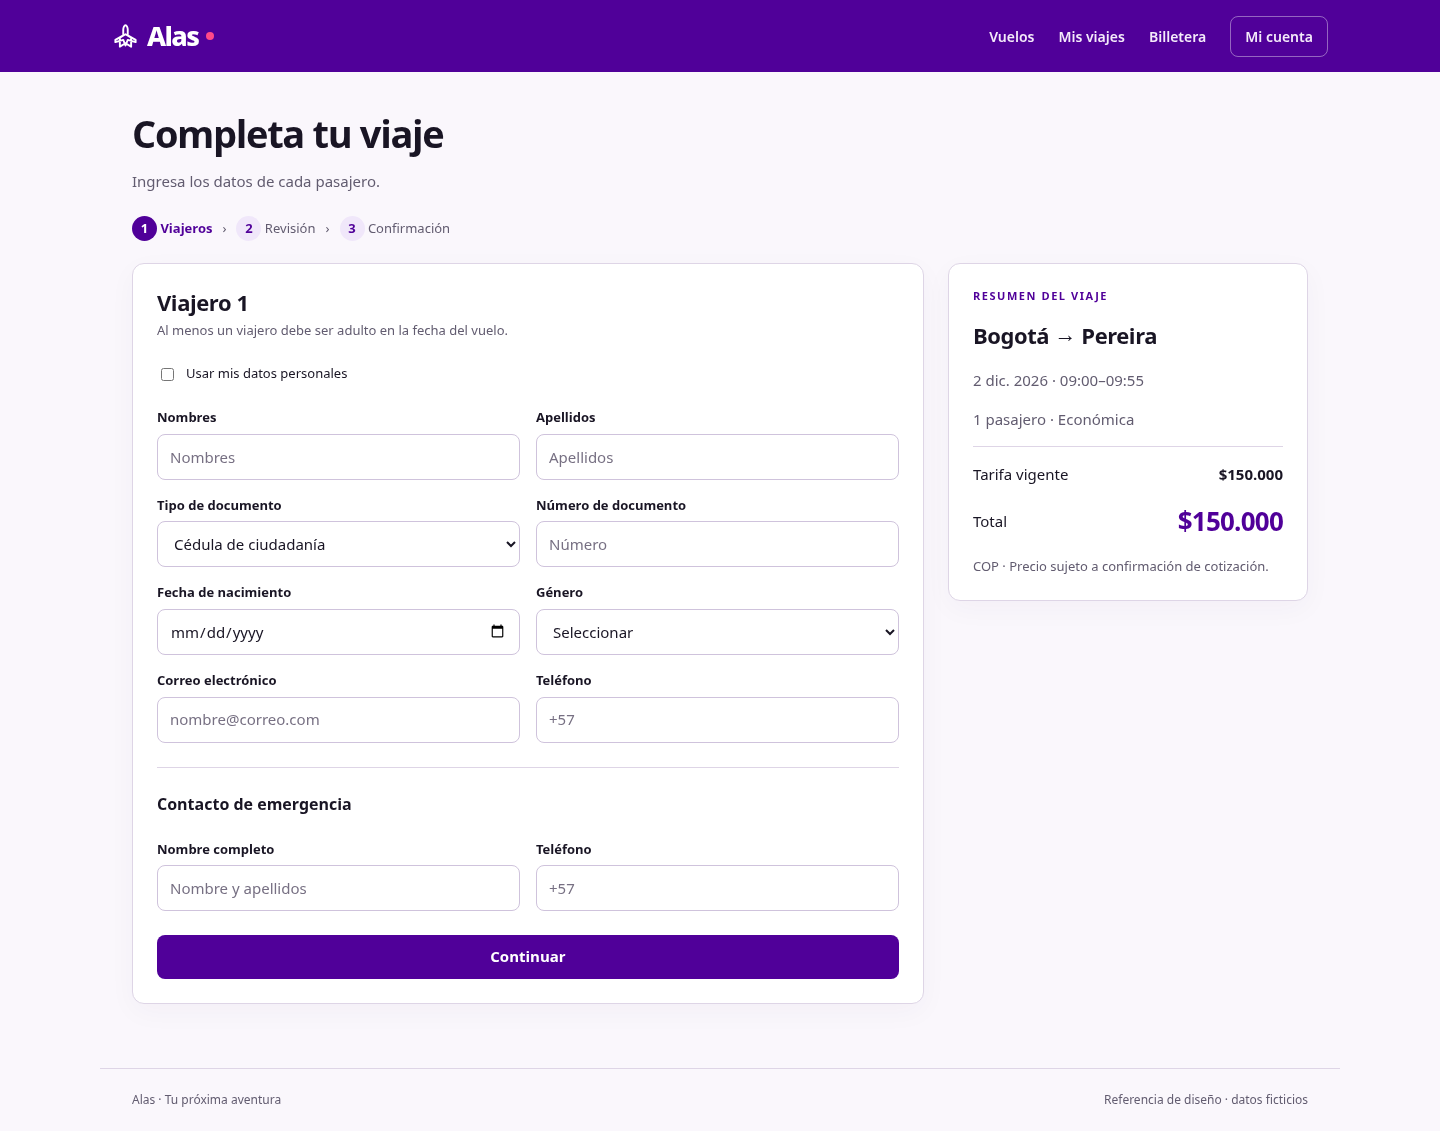 Alas
Vuelos Mis viajes Billetera Mi cuenta
Completa tu viaje
Ingresa los datos de cada pasajero.
1 Viajeros › 2 Revisión › 3 Confirmación
Viajero 1
Al menos un viajero debe ser adulto en la fecha del vuelo.
Usar mis datos personales
Nombres Apellidos
Nombres Apellidos
Tipo de documento Número de documento
Cédula de ciudadanía Número
Fecha de nacimiento Género
mm/dd/yyyy Seleccionar
Correo electrónico Teléfono
nombre@correo.com +57
Contacto de emergencia
Nombre completo Teléfono
Nombre y apellidos +57
Continuar
RESUMEN DEL VIAJE
Bogotá → Pereira
2 dic. 2026 · 09:00–09:55
1 pasajero · Económica
Tarifa vigente $150.000
Total $150.000
COP · Precio sujeto a confirmación de cotización.
Alas · Tu próxima aventura Referencia de diseño · datos ficticios